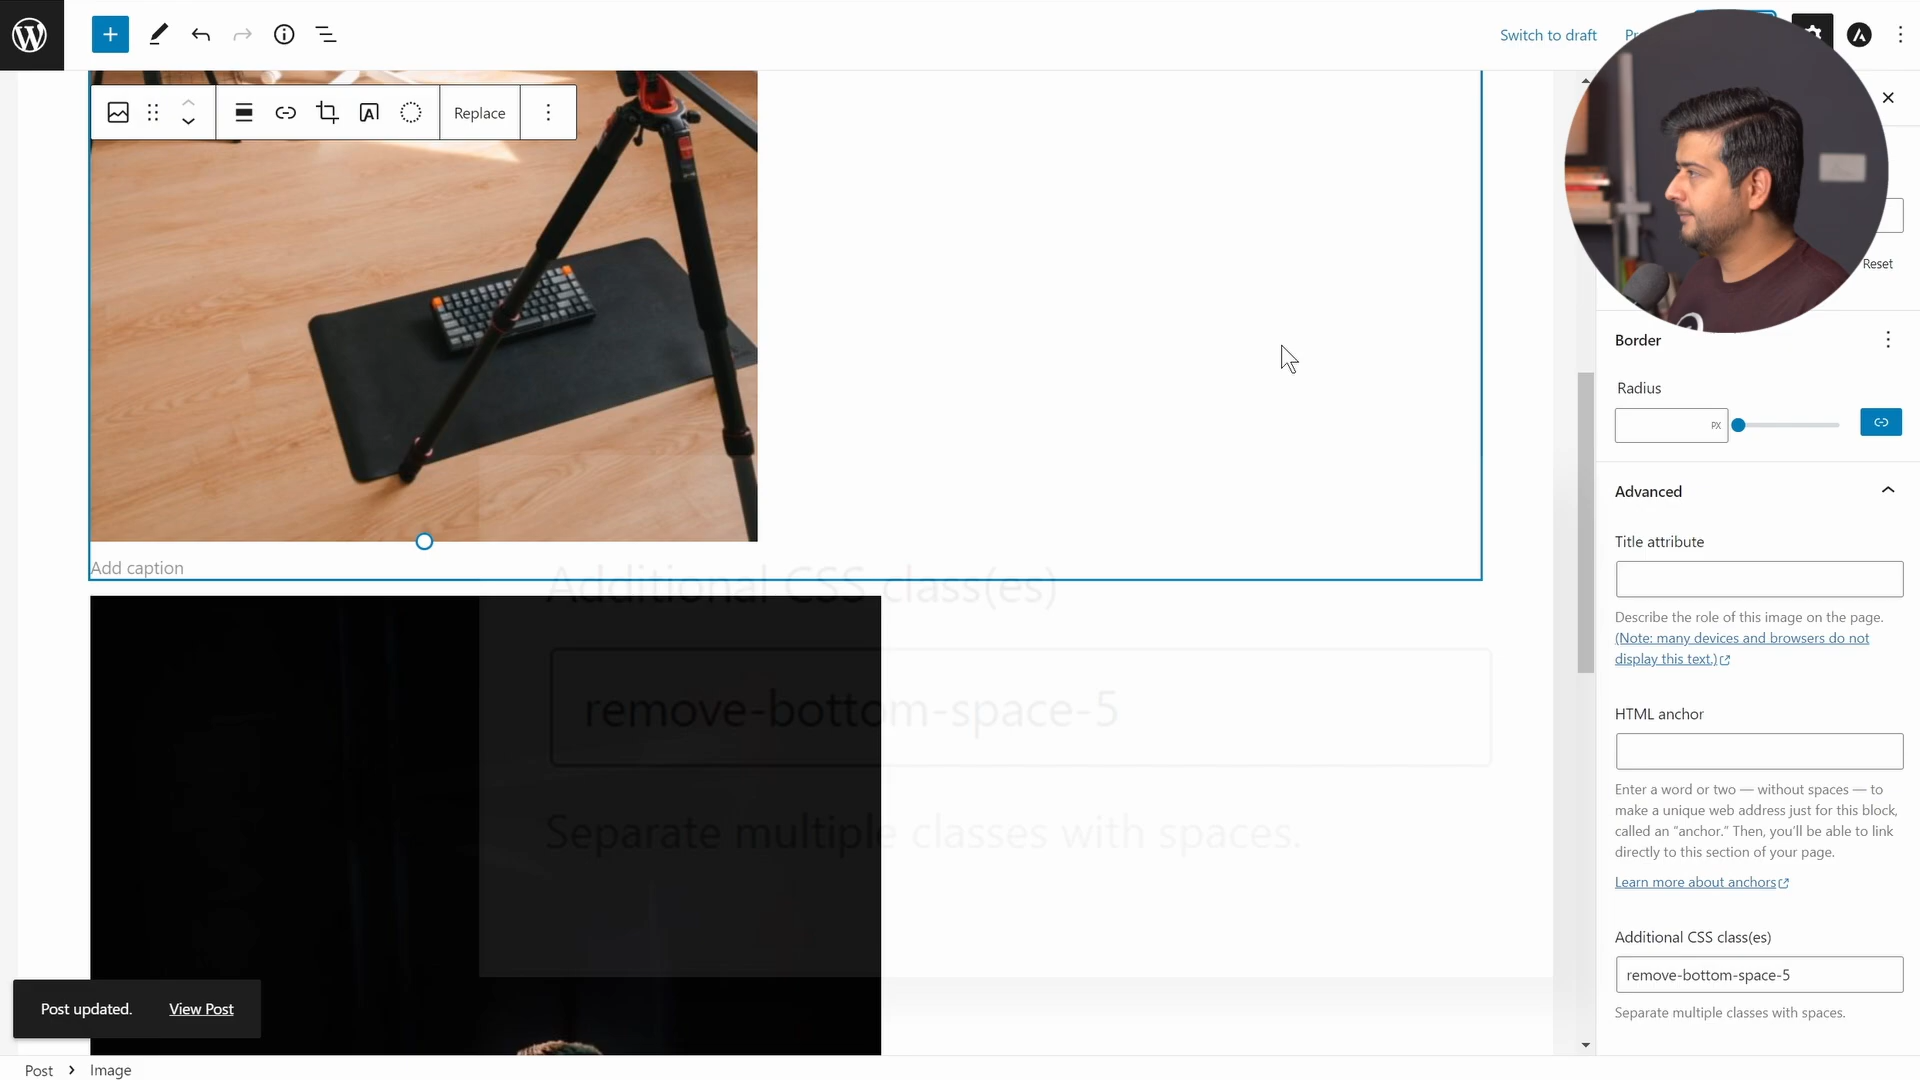 Switch to draft
Replace
Reset
Border
Radius
PX
Advanced
Title attribute
Add caption
Additional CSS class(es)
Describe the role of this image on the page.
(Note: many devices and browsers do not
display this text.)
remove-bottom-space-5
HTML anchor
Enter a word or two — without spaces — to
make a unique web address just for this block,
called an “anchor.” Then, you’ll be able to link
directly to this section of your page.
Separate multiple classes with spaces.
Learn more about anchors
Additional CSS class(es)
remove-bottom-space-5
Separate multiple classes with spaces.
Post updated. View Post
Post > Image